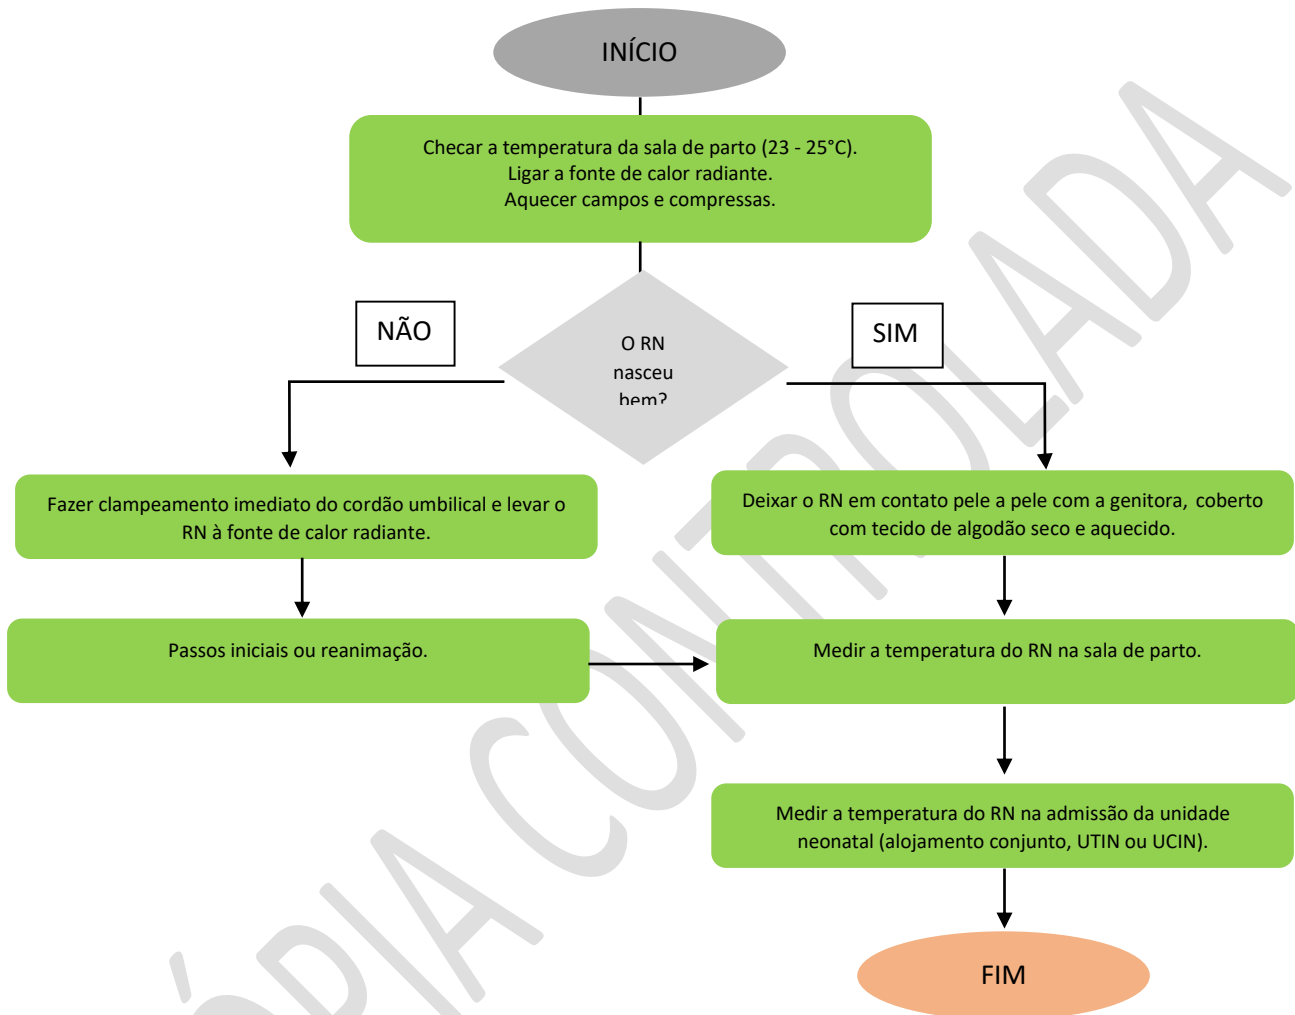 INÍCIO
Checar a temperatura da sala de parto (23 - 25°C).
Ligar a fonte de calor radiante.
Aquecer campos e compressas.
NÃO
SIM
O RN
nasceu
bem?
Fazer clampeamento imediato do cordão umbilical e levar o
RN à fonte de calor radiante.
Deixar o RN em contato pele a pele com a genitora, coberto
com tecido de algodão seco e aquecido.
Passos iniciais ou reanimação.
Medir a temperatura do RN na sala de parto.
Medir a temperatura do RN na admissão da unidade
neonatal (alojamento conjunto, UTIN ou UCIN).
FIM
ÓPIA CONTROLADA